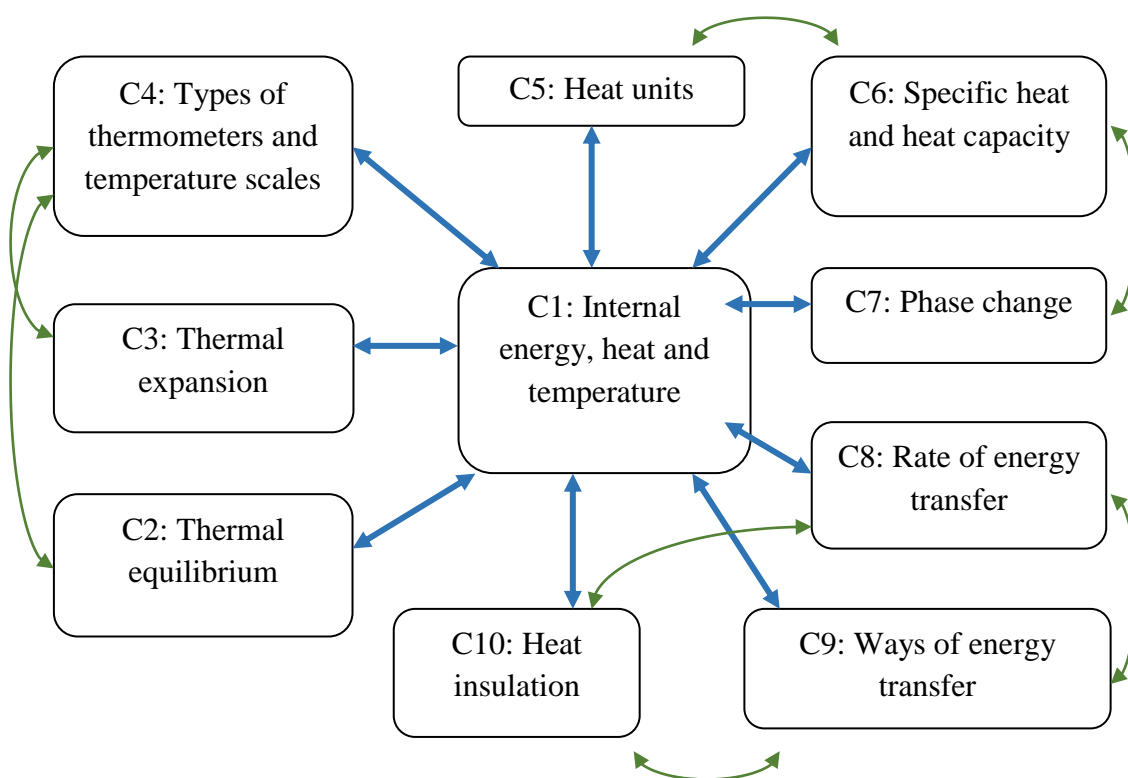 C4: Types of
thermometers and
temperature scales
C5: Heat units
C6: Specific heat
and heat capacity
C3: Thermal
expansion
C1: Internal
energy, heat and
temperature
C7: Phase change
C2: Thermal
equilibrium
C8: Rate of energy
transfer
C10: Heat
insulation
C9: Ways of energy
transfer